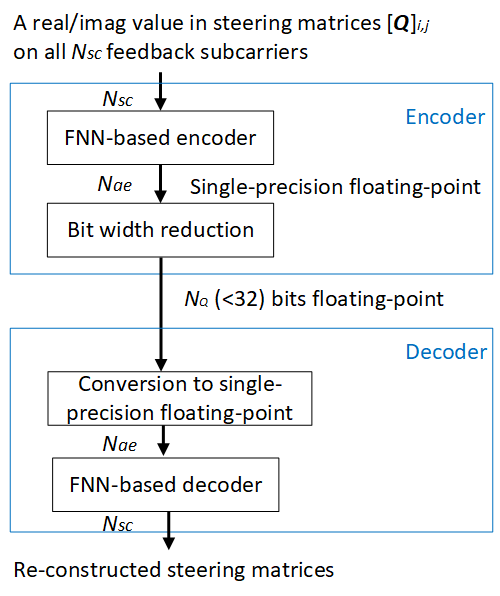 A real/imag value in steering matrices [Q]i,j
on all Nsc feedback subcarriers
Nsc
Encoder
FNN-based encoder
Nae
Single-precision floating-point
Bit width reduction
NQ (<32) bits floating-point
Decoder
Conversion to single-
precision floating-point
Nae
FNN-based decoder
Nsc
Re-constructed steering matrices